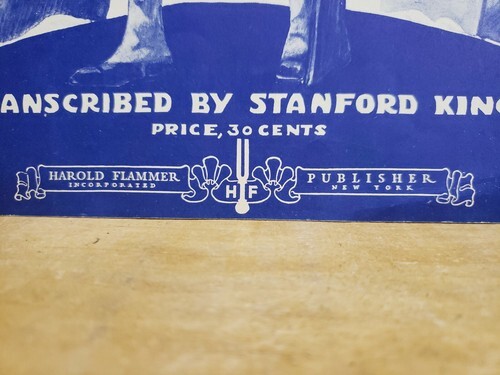 ANSCRIBED BY STANFORD KING
PRICE, 30 CENTS
HAROLD FLAMMER
INCORPORATED
HF
PUBLISHER
NEW YORK